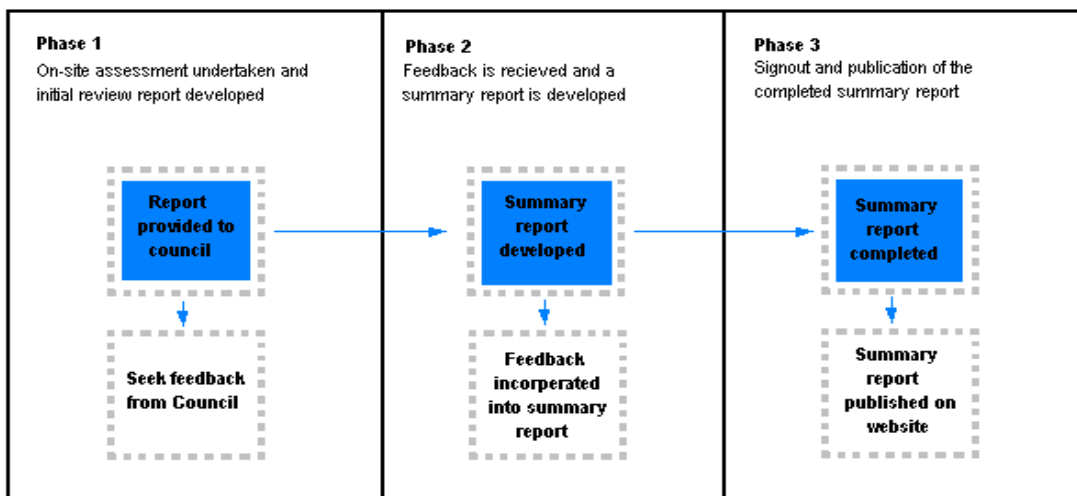 Phase 1
On-site assessment undertaken and
initial review report developed
Report
provided to
council
Seek feedback
from Council
Phase 2
Feedback is recieved and a
summary report is developed
Summary
report
developed
Feedback
incorperated
into summary
report
Phase 3
Signout and publication of the
completed summary report
Summary
report
completed
Summary
report
published on
website